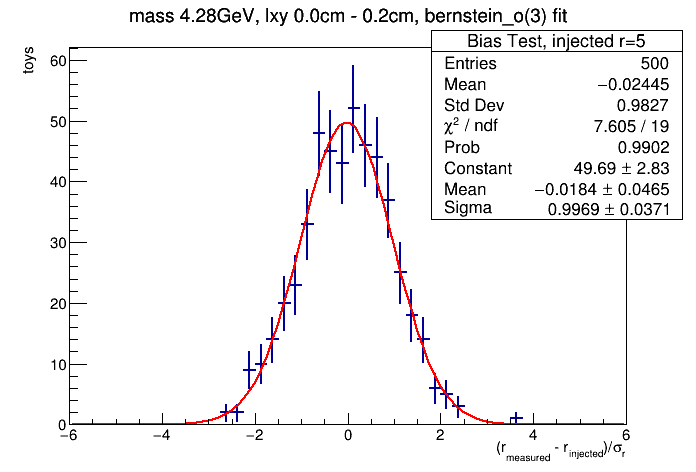 mass 4.28GeV, lxy 0.0cm - 0.2cm, bernstein_o(3) fit
Bias Test, injected r=5
Entries 500
Mean −0.02445
Std Dev 0.9827
χ² / ndf 7.605 / 19
Prob 0.9902
Constant 49.69 ± 2.83
Mean −0.0184 ± 0.0465
Sigma 0.9969 ± 0.0371
toys
60
50
40
30
20
10
0
−6 −4 −2 0 2 4 6
(r_measured - r_injected)/σ_r